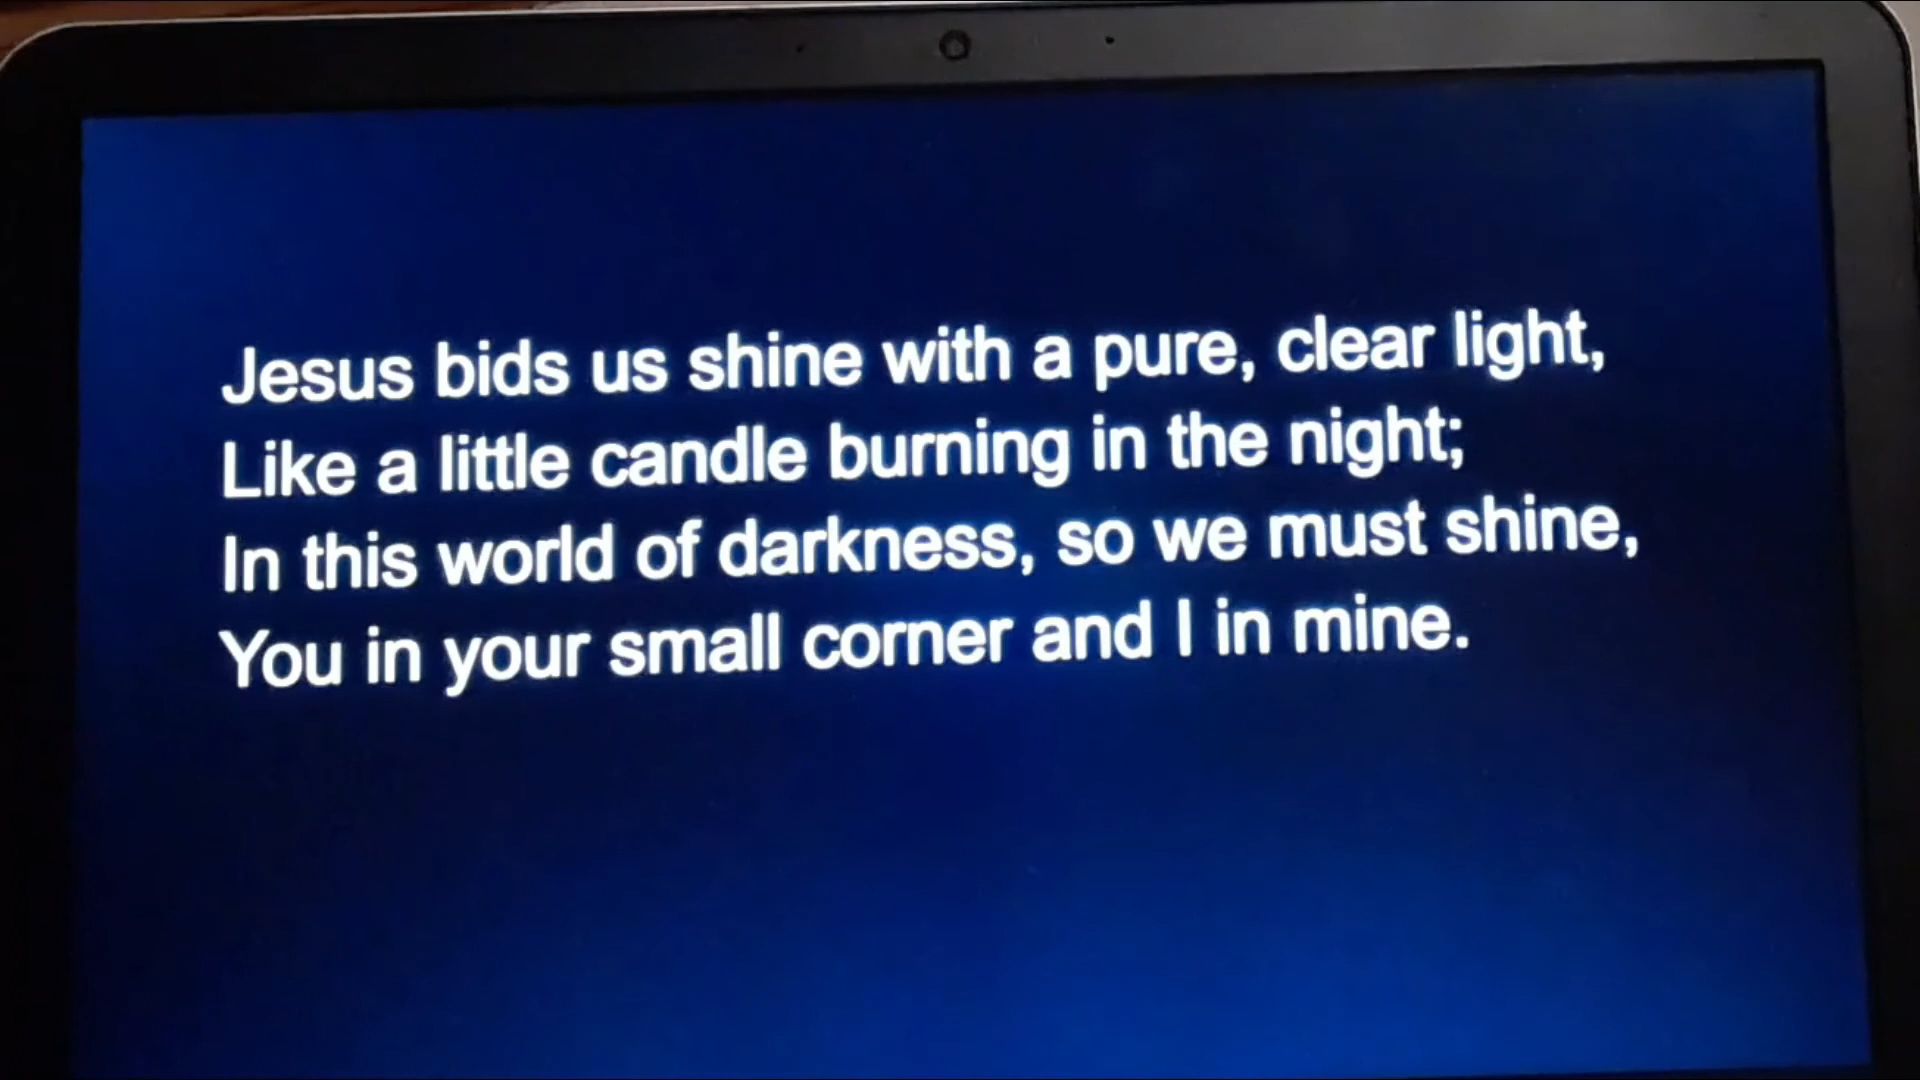 Jesus bids us shine with a pure, clear light,
Like a little candle burning in the night;
In this world of darkness, so we must shine,
You in your small corner and I in mine.